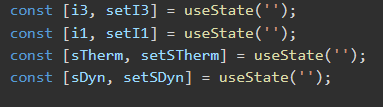 const [i3, setI3] = useState('');
const [i1, setI1] = useState('');
const [sTherm, setSTherm] = useState('');
const [sDyn, setSDyn] = useState('');